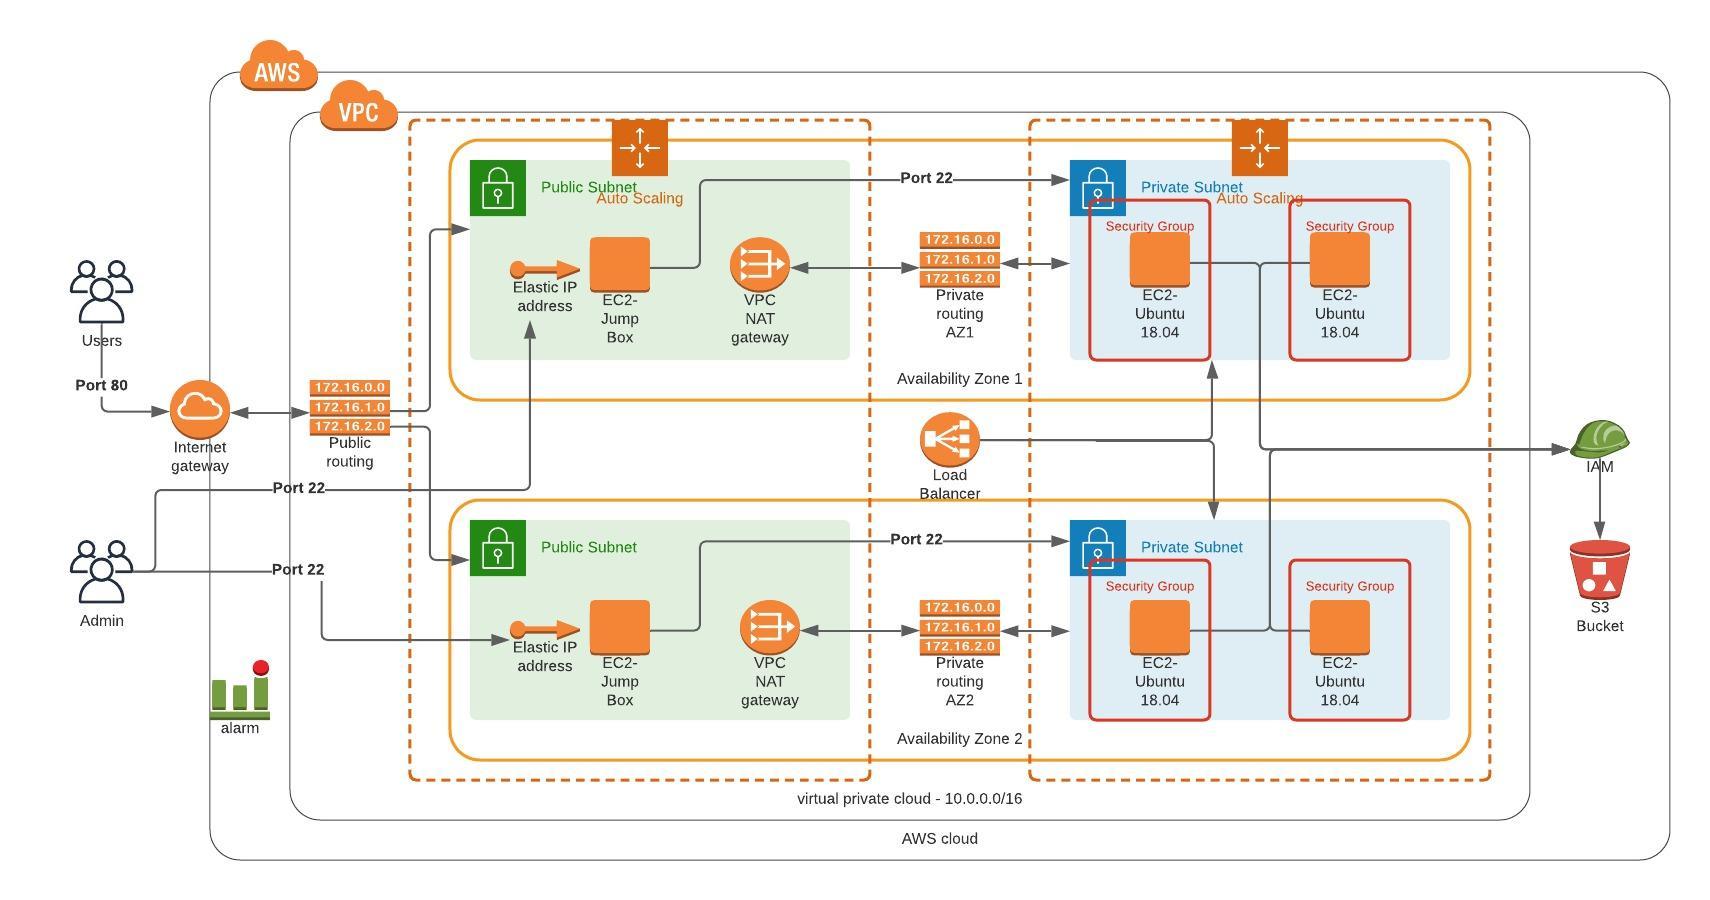 AWS
VPC
Public Subnet
Auto Scaling
Port 22
Private Subnet
Auto Scaling
Security Group
Security Group
172.16.0.0
172.16.1.0
172.16.2.0
Elastic IP
address
EC2-
Jump
Box
VPC
NAT
gateway
Private
routing
AZ1
EC2-
Ubuntu
18.04
EC2-
Ubuntu
18.04
Availability Zone 1
Users
Port 80
Internet
gateway
172.16.0.0
172.16.1.0
172.16.2.0
Public
routing
Load
Balancer
IAM
Port 22
Public Subnet
Port 22
Private Subnet
Port 22
Admin
Security Group
Security Group
172.16.0.0
172.16.1.0
172.16.2.0
Elastic IP
address
EC2-
Jump
Box
VPC
NAT
gateway
Private
routing
AZ2
EC2-
Ubuntu
18.04
EC2-
Ubuntu
18.04
S3
Bucket
alarm
Availability Zone 2
virtual private cloud - 10.0.0.0/16
AWS cloud